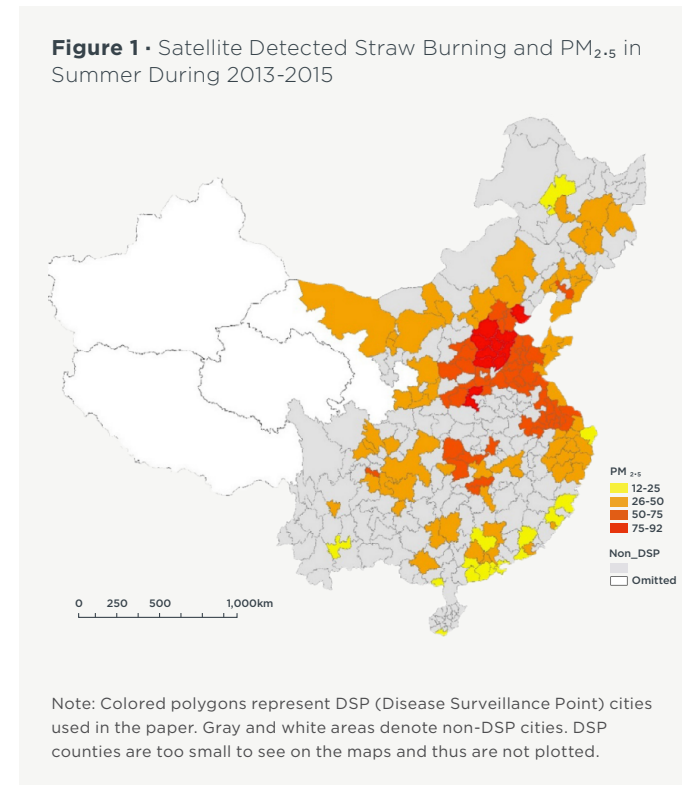 Figure 1 · Satellite Detected Straw Burning and PM₂.₅ in
Summer During 2013-2015
PM ₂.₅
12-25
26-50
50-75
75-92
Non_DSP
Omitted
0 250 500 1,000km
Note: Colored polygons represent DSP (Disease Surveillance Point) cities
used in the paper. Gray and white areas denote non-DSP cities. DSP
counties are too small to see on the maps and thus are not plotted.